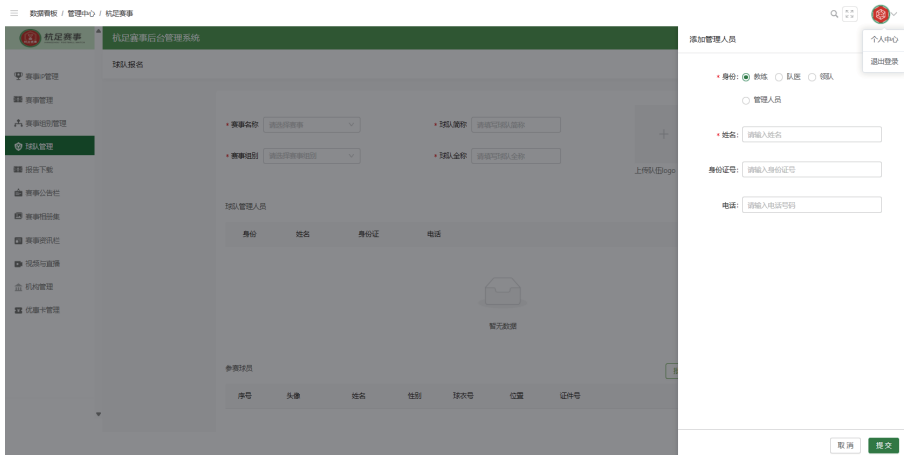 数据看板 / 管理中心 / 杭足赛事
杭足赛事
杭足赛事后台管理系统
添加管理人员
个人中心
退出登录
球队报名
赛事IP管理
赛事管理
赛事组别管理
球队管理
报告下载
赛事公告栏
赛事相册集
赛事资讯栏
视频与直播
机构管理
优惠卡管理
* 赛事名称 请选择赛事
* 球队简称 请填写球队简称
* 赛事组别 请选择赛事组别
* 球队全称 请填写球队全称
上传队伍logo
球队管理人员
身份 姓名 身份证 电话
暂无数据
参赛球员
序号 头像 姓名 性别 球衣号 位置 证件号
* 身份: 教练 队医 领队
管理人员
* 姓名: 请输入姓名
身份证号: 请输入身份证号
电话: 请输入电话号码
取 消 提 交